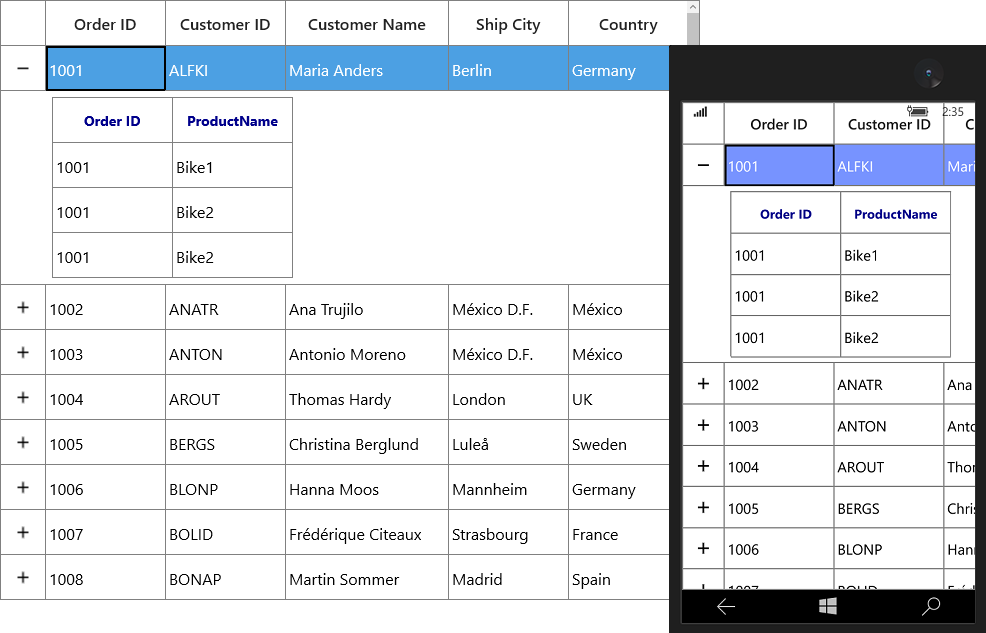 Order ID Customer ID Customer Name Ship City Country
− 1001 ALFKI Maria Anders Berlin Germany
Order ID ProductName
1001 Bike1
1001 Bike2
1001 Bike2
+ 1002 ANATR Ana Trujilo México D.F. México
+ 1003 ANTON Antonio Moreno México D.F. México
+ 1004 AROUT Thomas Hardy London UK
+ 1005 BERGS Christina Berglund Luleå Sweden
+ 1006 BLONP Hanna Moos Mannheim Germany
+ 1007 BOLID Frédérique Citeaux Strasbourg France
+ 1008 BONAP Martin Sommer Madrid Spain
2:35
Order ID Customer ID C
− 1001 ALFKI Mari
Order ID ProductName
1001 Bike1
1001 Bike2
1001 Bike2
+ 1002 ANATR Ana
+ 1003 ANTON Anto
+ 1004 AROUT Thor
+ 1005 BERGS Chris
+ 1006 BLONP Hann
+ 1007 BOLID